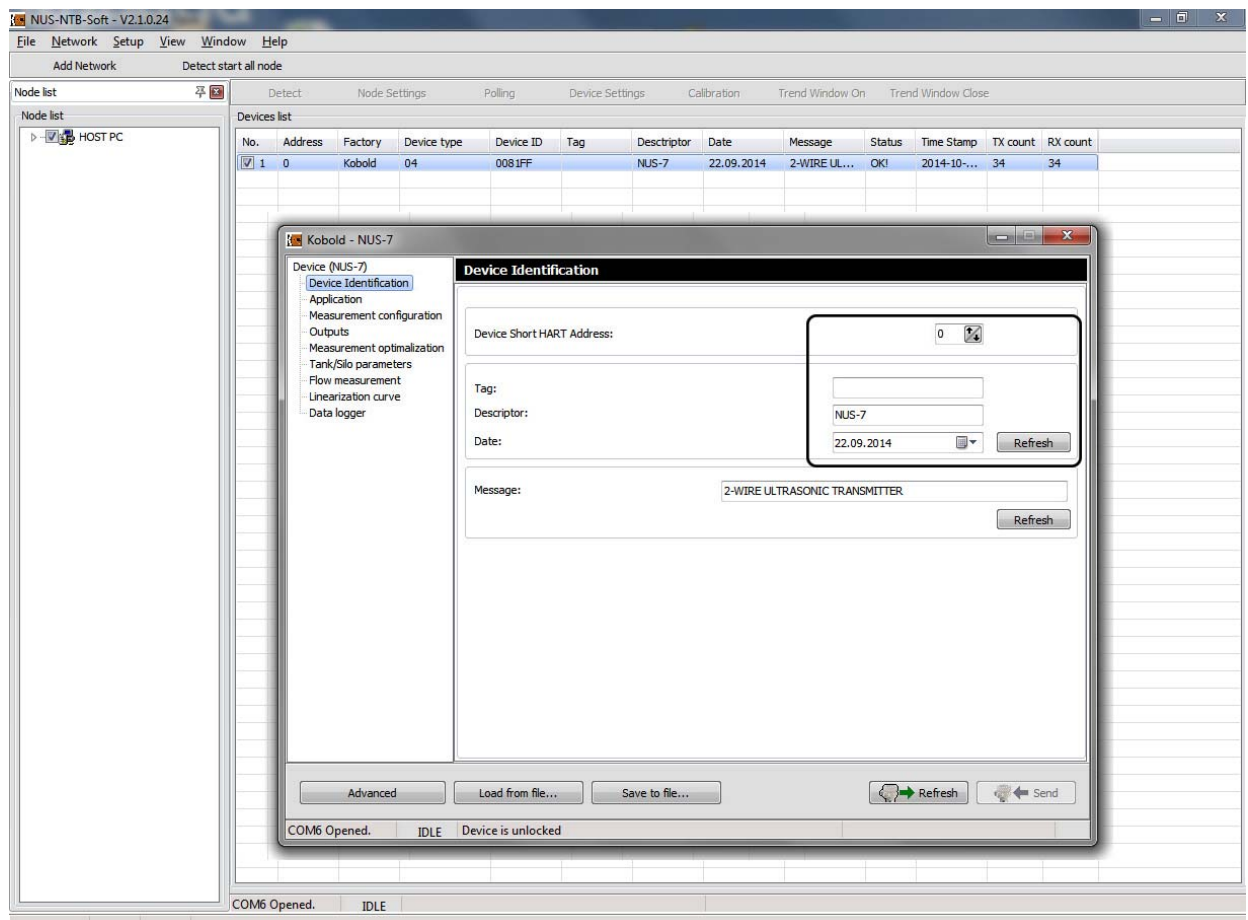 NUS-NTB-Soft - V2.1.0.24
File Network Setup View Window Help
Add Network Detect start all node
Node list
Detect Node Settings Polling Device Settings Calibration Trend Window On Trend Window Close
Node list
HOST PC
Devices list
No. Address Factory Device type Device ID Tag Desctriptor Date Message Status Time Stamp TX count RX count
1 0 Kobold 04 0081FF NUS-7 22.09.2014 2-WIRE UL... OK! 2014-10-... 34 34
Kobold - NUS-7
Device (NUS-7)
Device Identification
Application
Measurement configuration
Outputs
Measurement optimalization
Tank/Silo parameters
Flow measurement
Linearization curve
Data logger
Device Identification
Device Short HART Address: 0
Tag:
Descriptor: NUS-7
Date: 22.09.2014 Refresh
Message: 2-WIRE ULTRASONIC TRANSMITTER
Refresh
Advanced Load from file... Save to file... Refresh Send
COM6 Opened. IDLE Device is unlocked
COM6 Opened. IDLE